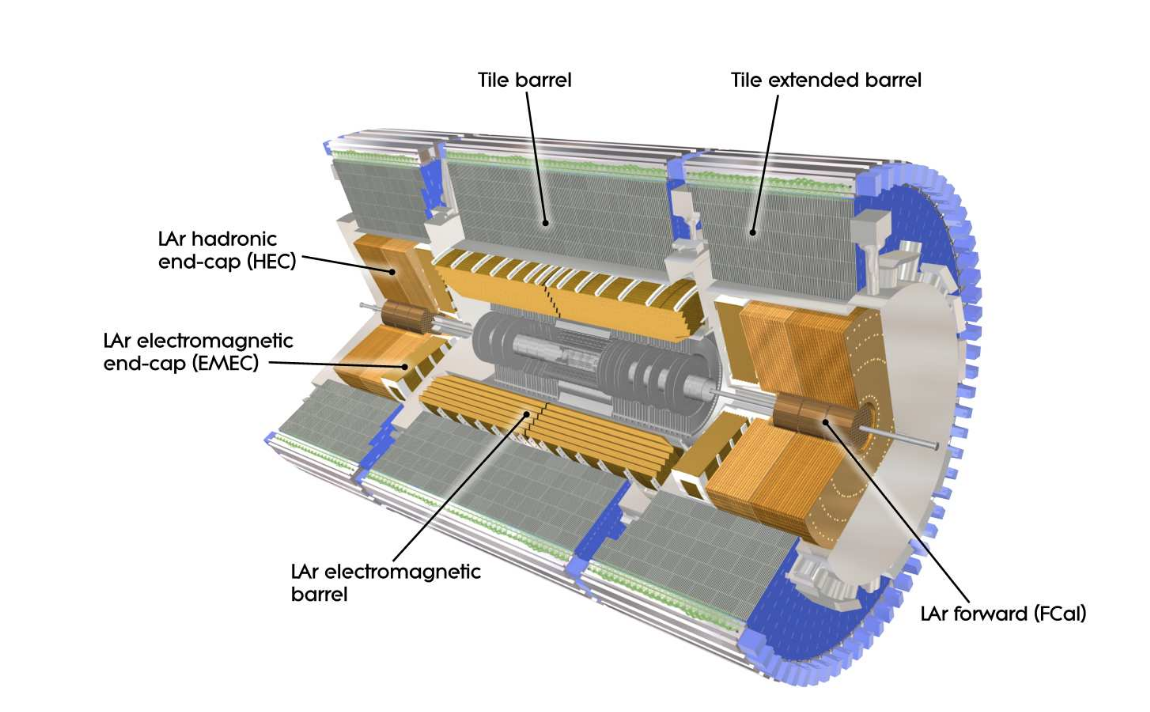 Tile barrel
Tile extended barrel
LAr hadronic
end-cap (HEC)
LAr electromagnetic
end-cap (EMEC)
LAr electromagnetic
barrel
LAr forward (FCal)